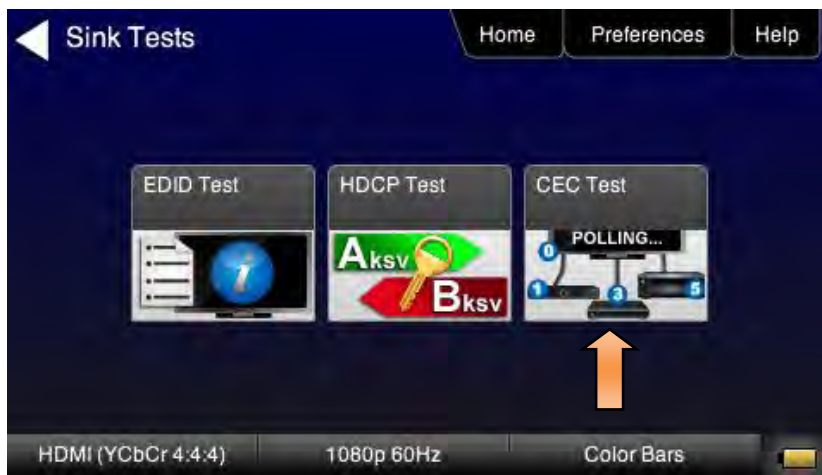 Sink Tests
Home Preferences Help
EDID Test
HDCP Test
CEC Test
i
Aksv
Bksv
POLLING...
0
1
3
5
HDMI (YCbCr 4:4:4) 1080p 60Hz Color Bars